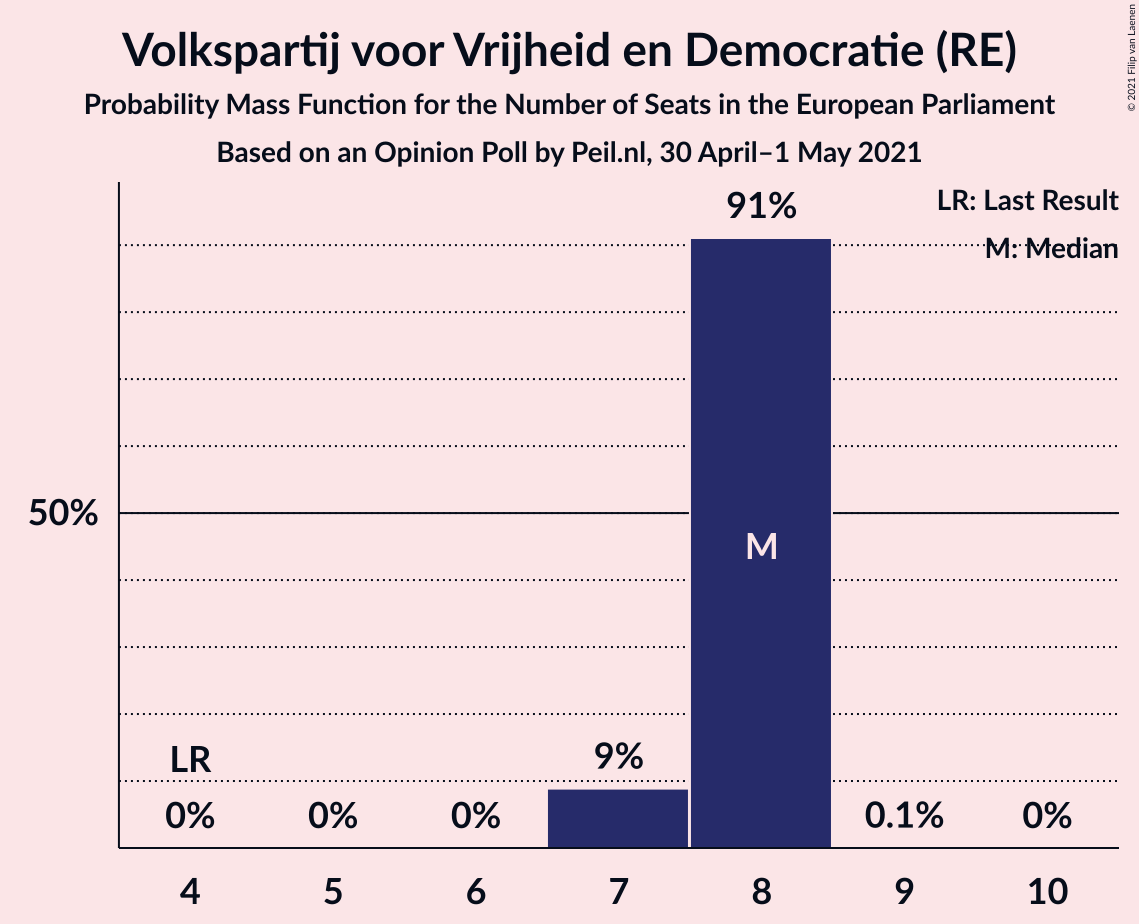 Volkspartij voor Vrijheid en Democratie (RE)
Probability Mass Function for the Number of Seats in the European Parliament
Based on an Opinion Poll by Peil.nl, 30 April–1 May 2021
© 2021 Filip van Laenen
LR: Last Result
M: Median
91%
50%
M
LR
9%
0%
0%
0%
0.1%
0%
4 5 6 7 8 9 10